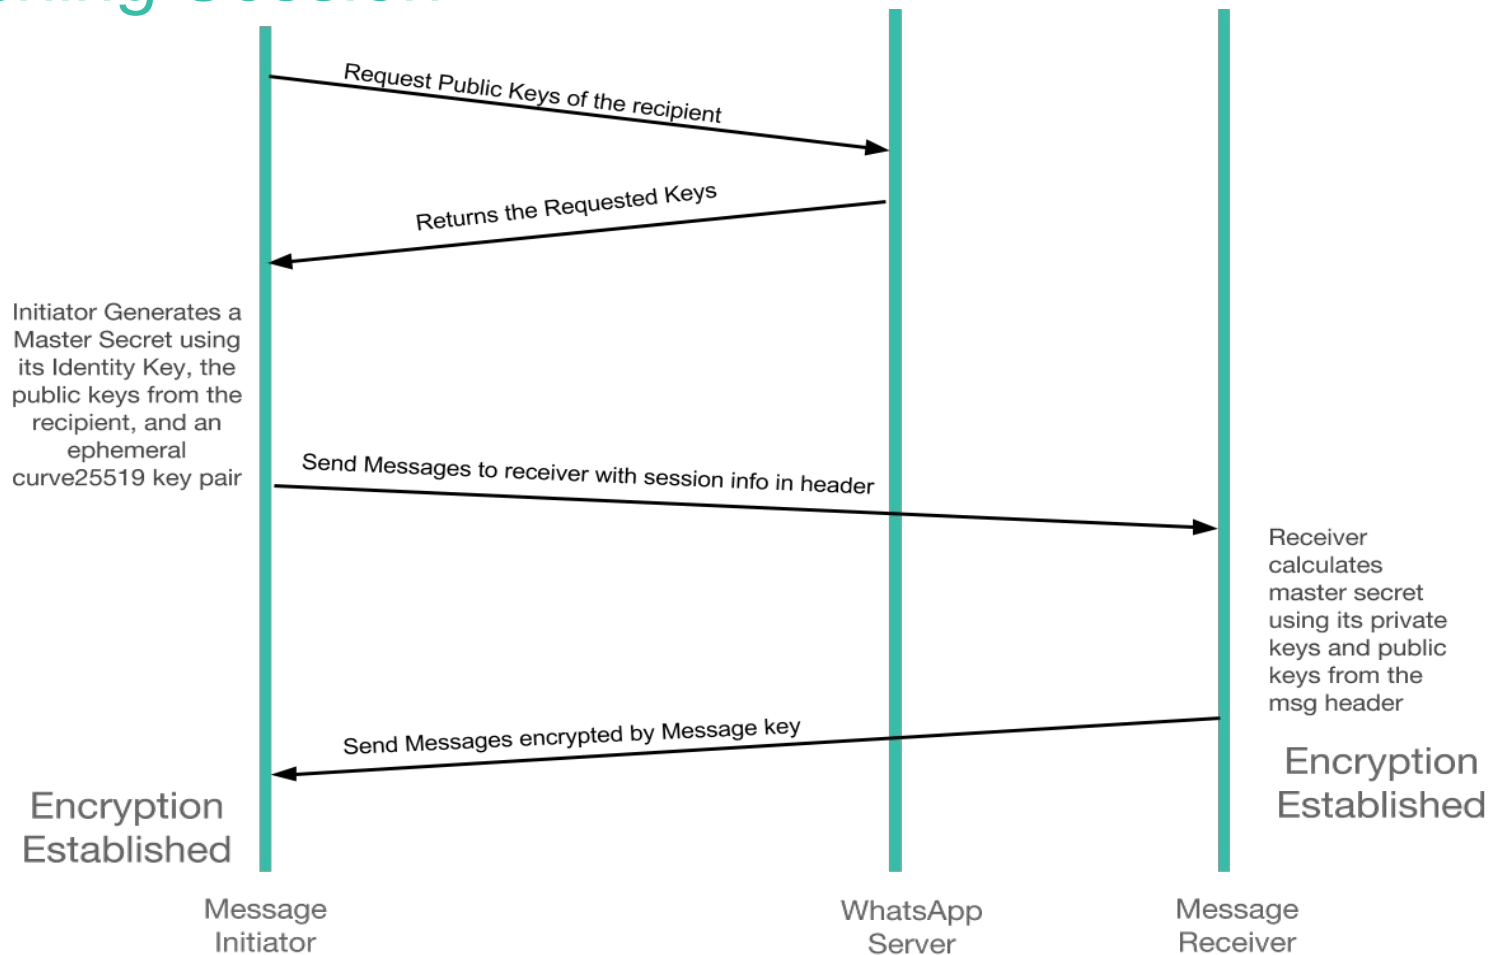 Session
Request Public Keys of the recipient
Returns the Requested Keys
Initiator Generates a
Master Secret using
its Identity Key, the
public keys from the
recipient, and an
ephemeral
curve25519 key pair
Send Messages to receiver with session info in header
Receiver
calculates
master secret
using its private
keys and public
keys from the
msg header
Send Messages encrypted by Message key
Encryption
Established
Encryption
Established
Message
Initiator
WhatsApp
Server
Message
Receiver